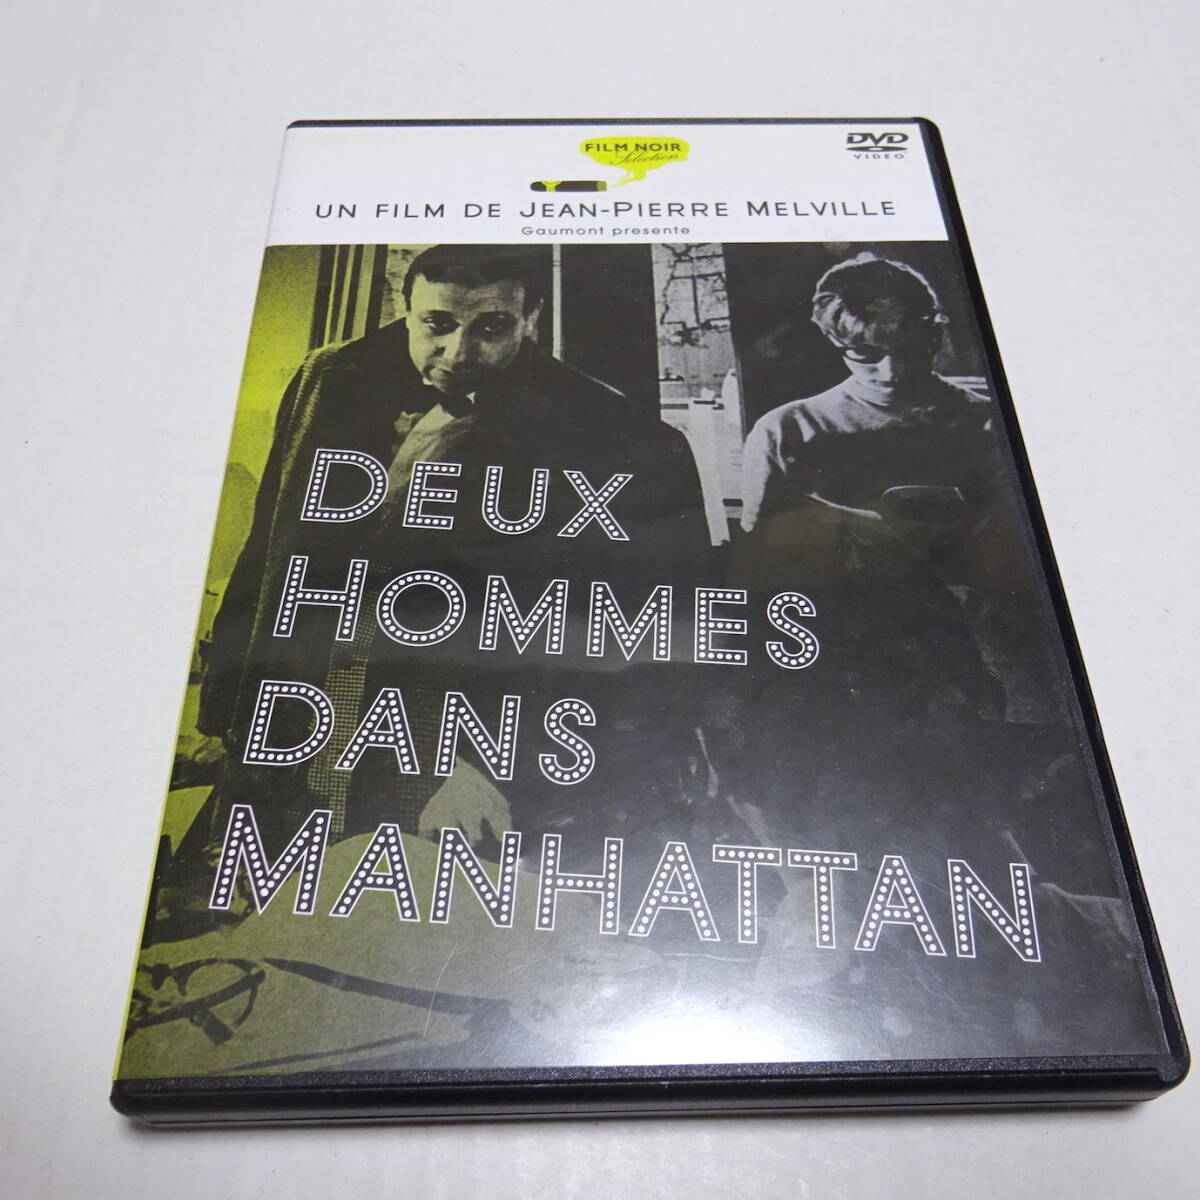 FILM NOIR
Selection
DVD
VIDEO
UN FILM DE JEAN-PIERRE MELVILLE
Gaumont presente
DEUX
HOMMES
DANS
MANHATTAN